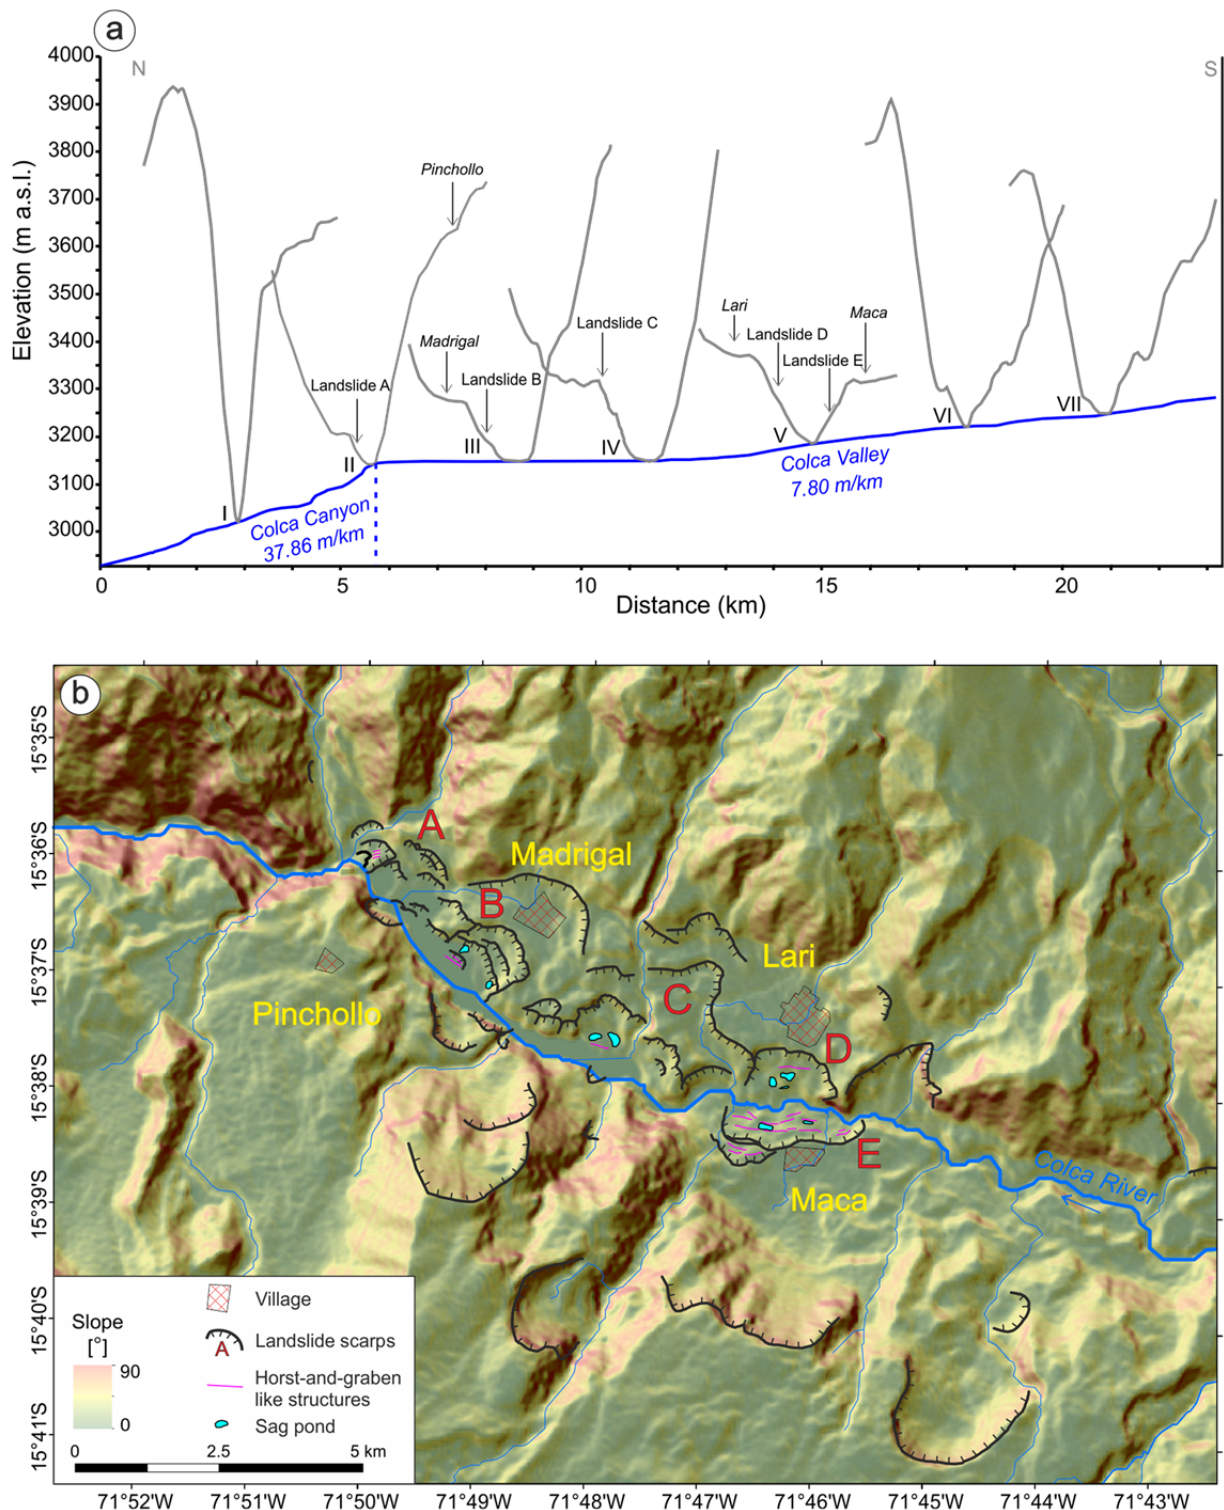 a
N
S
Elevation (m a.s.l.)
4000
3900
3800
3700
3600
3500
3400
3300
3200
3100
3000
Pinchollo
Landslide A
Madrigal
Landslide B
Landslide C
Lari
Landslide D
Landslide E
Maca
I
II
III
IV
V
VI
VII
Colca Canyon
37.86 m/km
Colca Valley
7.80 m/km
0
5
10
15
20
Distance (km)
b
15°35'S
15°36'S
15°37'S
15°38'S
15°39'S
15°40'S
15°41'S
A
Madrigal
B
Lari
C
Pinchollo
D
E
Maca
Colca River
Slope
[°]
90
0
Village
Landslide scarps
A
Horst-and-graben
like structures
Sag pond
0
2.5
5 km
71°52'W
71°51'W
71°50'W
71°49'W
71°48'W
71°47'W
71°46'W
71°45'W
71°44'W
71°43'W